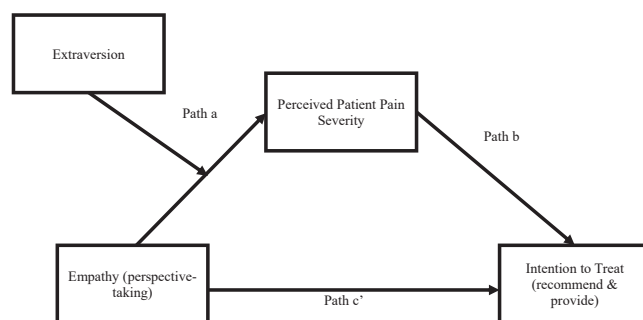 Extraversion
Path a
Perceived Patient Pain
Severity
Path b
Empathy (perspective-
taking)
Path c’
Intention to Treat
(recommend &
provide)